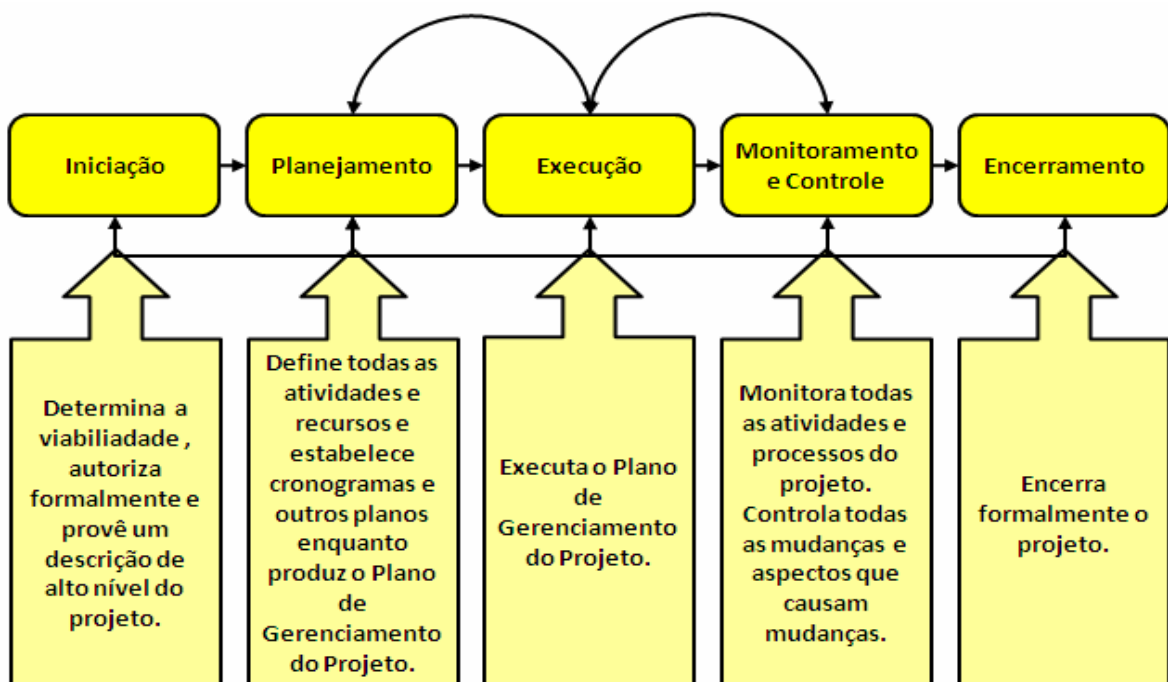 Iniciação
Planejamento
Execução
Monitoramento
e Controle
Encerramento
Determina a
viabiliadade ,
autoriza
formalmente e
provê um
descrição de
alto nível do
projeto.
Define todas as
atividades e
recursos e
estabelece
cronogramas e
outros planos
enquanto
produz o Plano
de
Gerenciamento
do Projeto.
Executa o Plano
de
Gerenciamento
do Projeto.
Monitora todas
as atividades e
processos do
projeto.
Controla todas
as mudanças e
aspectos que
causam
mudanças.
Encerra
formalmente o
projeto.